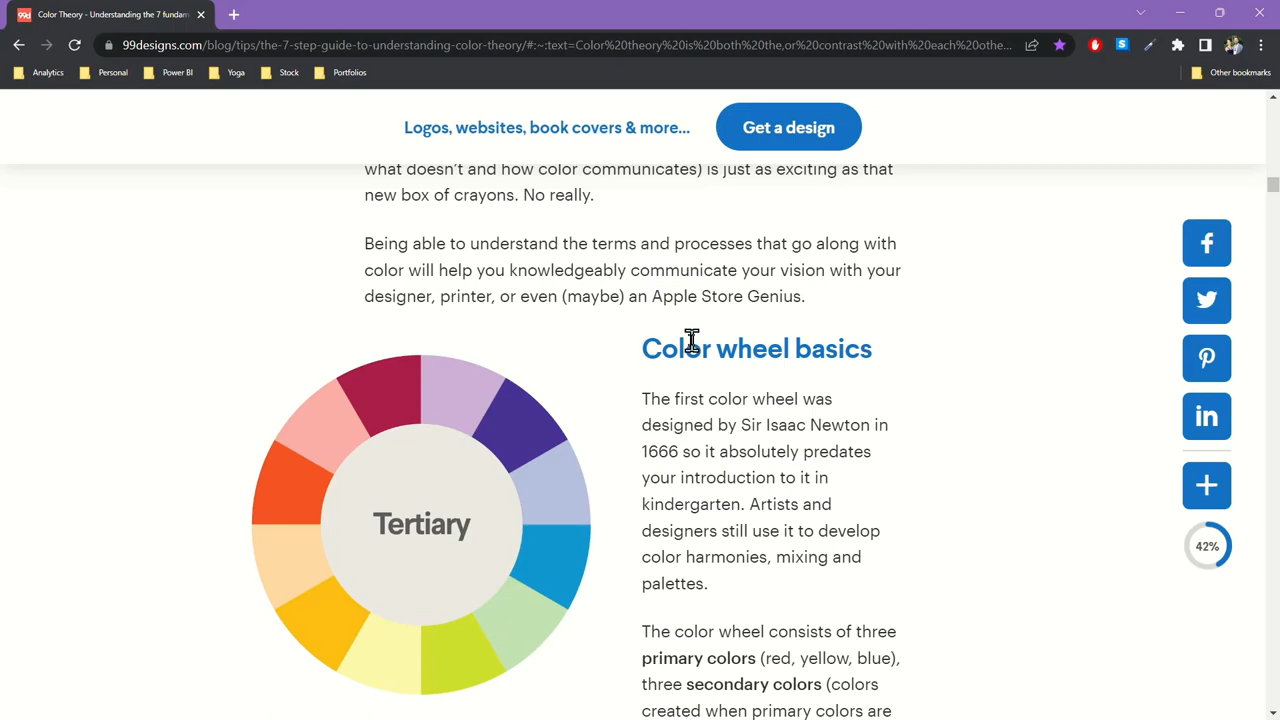 99d
Color Theory - Understanding the 7 fundam
99designs.com/blog/tips/the-7-step-guide-to-understanding-color-theory/#:~:text=Color%20theory%20is%20both%20the,or%20contrast%20with%20each%20othe...
S
Analytics
Personal
Power BI
Yoga
Stock
Portfolios
Other bookmarks
Logos, websites, book covers & more...
Get a design
what doesn’t and how color communicates) is just as exciting as that
new box of crayons. No really.
Being able to understand the terms and processes that go along with
color will help you knowledgeably communicate your vision with your
designer, printer, or even (maybe) an Apple Store Genius.
Tertiary
Color wheel basics
The first color wheel was
designed by Sir Isaac Newton in
1666 so it absolutely predates
your introduction to it in
kindergarten. Artists and
designers still use it to develop
color harmonies, mixing and
palettes.
The color wheel consists of three
primary colors (red, yellow, blue),
three secondary colors (colors
created when primary colors are
42%